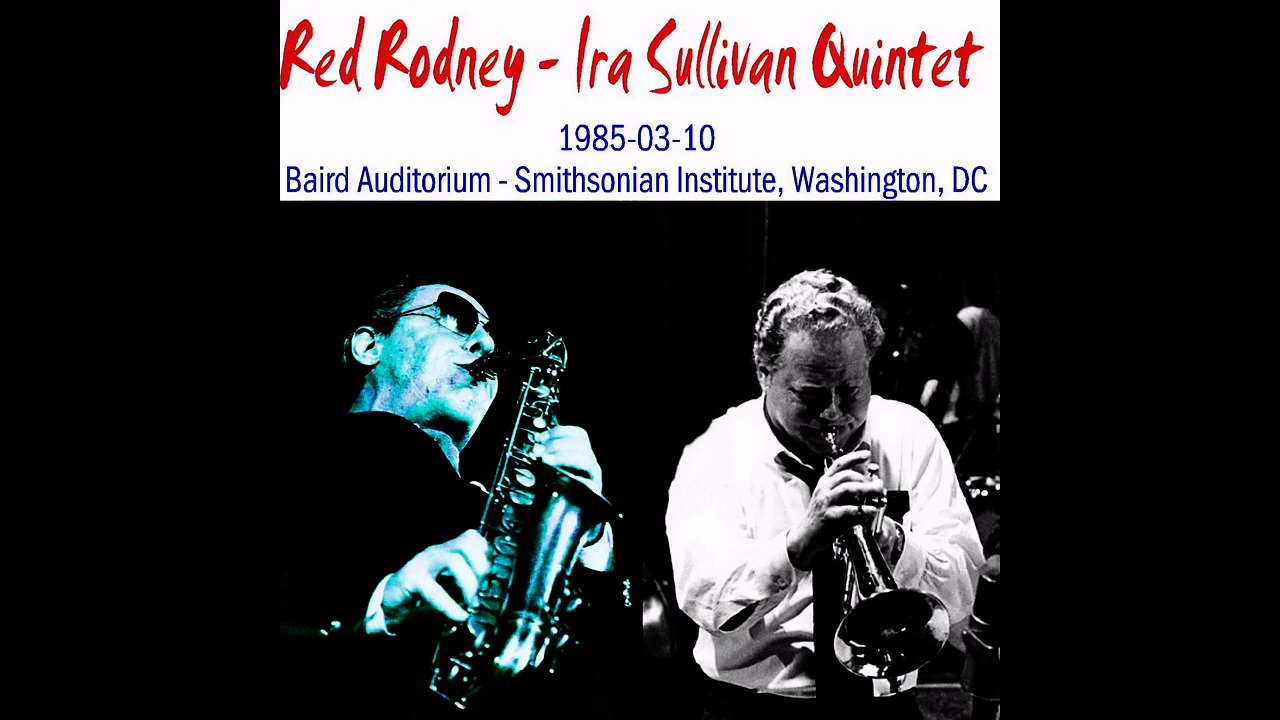 Red Rodney - Ira Sullivan Quintet
1985-03-10
Baird Auditorium - Smithsonian Institute, Washington, DC